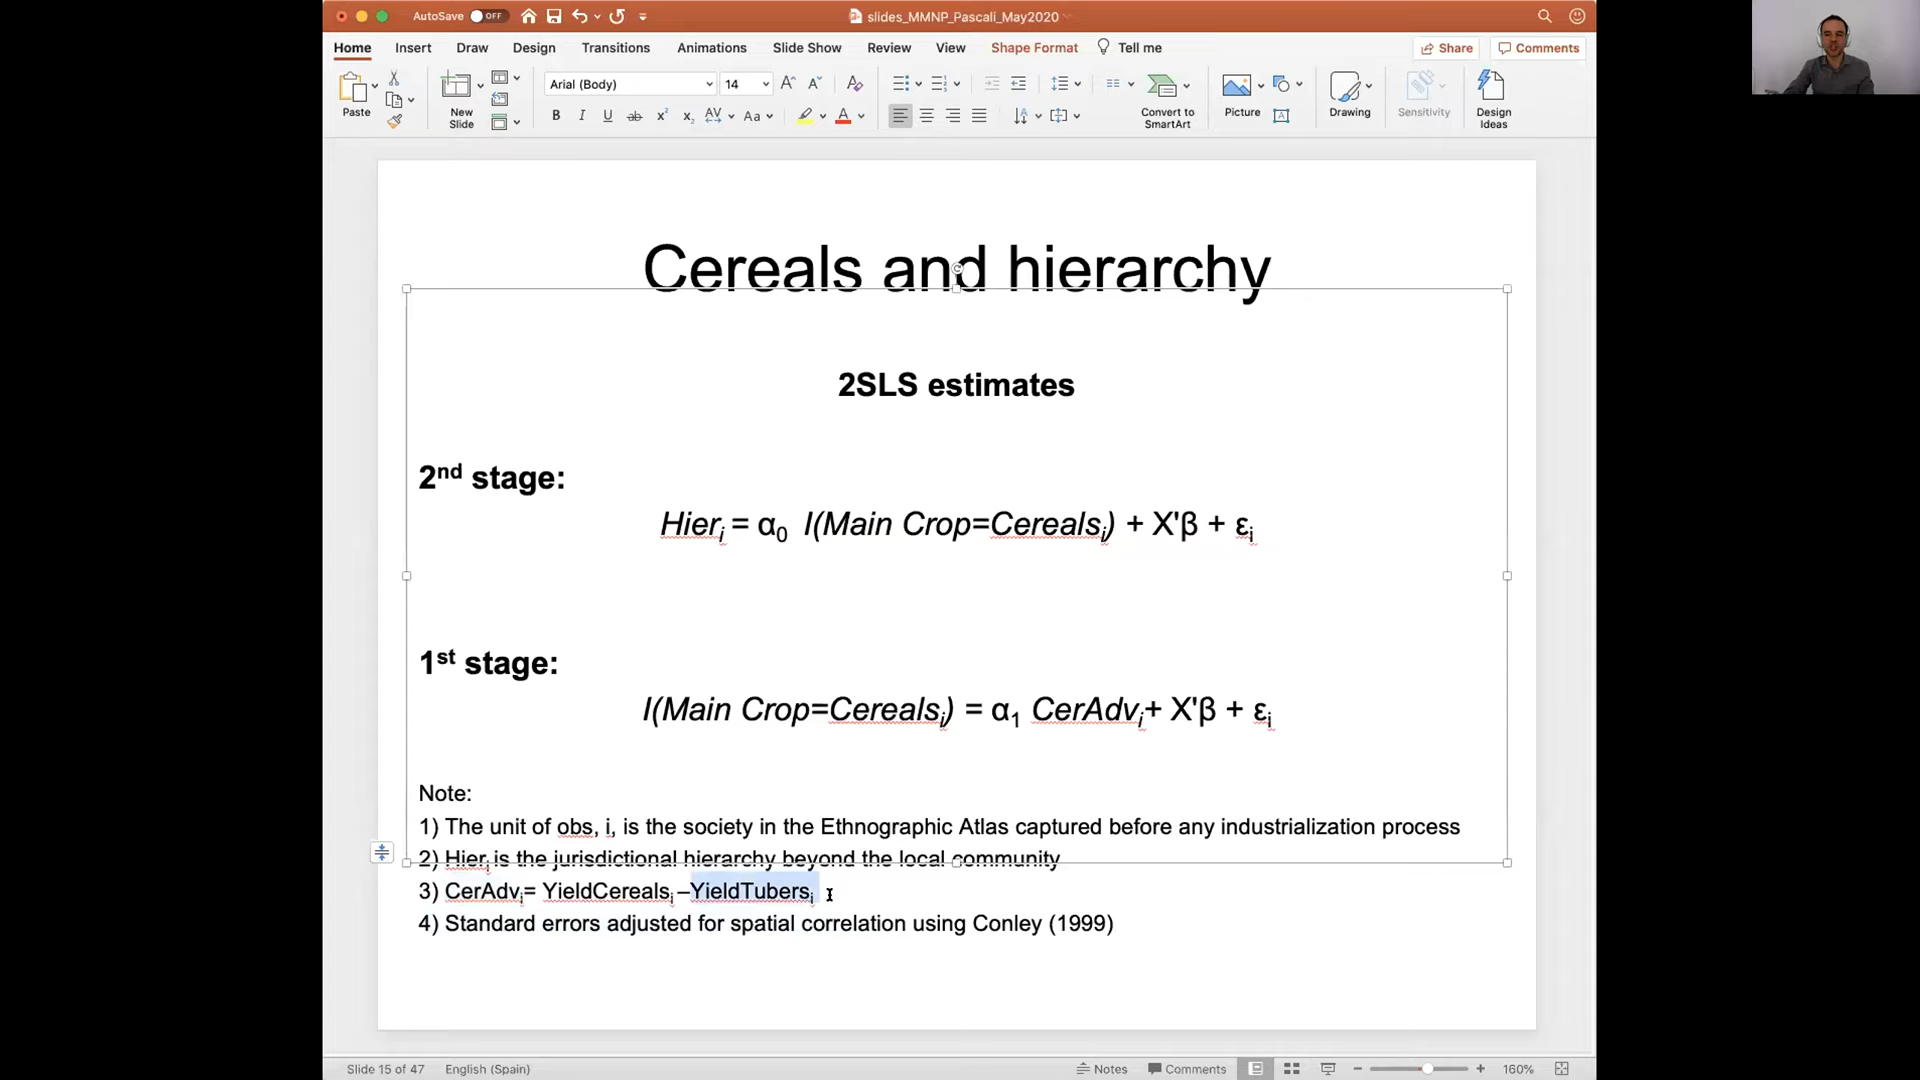 AutoSave OFF
slides_MMNP_Pascali_May2020
Home Insert Draw Design Transitions Animations Slide Show Review View Shape Format Tell me
Share Comments
Paste
New Slide
Arial (Body) 14
Convert to SmartArt
Picture
Drawing
Sensitivity
Design Ideas
Cereals and hierarchy
2SLS estimates
2nd stage:
Hieri = α0 I(Main Crop=Cerealsi) + X'β + εi
1st stage:
I(Main Crop=Cerealsi) = α1 CerAdvi+ X'β + εi
Note:
1) The unit of obs, i, is the society in the Ethnographic Atlas captured before any industrialization process
2) Hieri is the jurisdictional hierarchy beyond the local community
3) CerAdvi= YieldCerealsi –YieldTubersi
4) Standard errors adjusted for spatial correlation using Conley (1999)
Slide 15 of 47 English (Spain) Notes Comments 160%